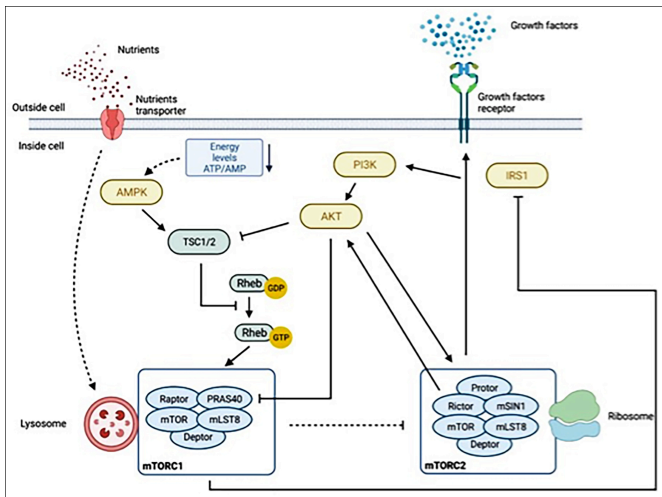 Nutrients
Growth factors
Nutrients
transporter
Growth factors
receptor
Outside cell
Inside cell
Energy
levels
ATP/AMP
PI3K
IRS1
AMPK
AKT
TSC1/2
Rheb
GDP
Rheb
GTP
Lysosome
Raptor
PRAS40
mTOR
mLST8
Deptor
mTORC1
Protor
Rictor
mSIN1
mTOR
mLST8
Deptor
mTORC2
Ribosome